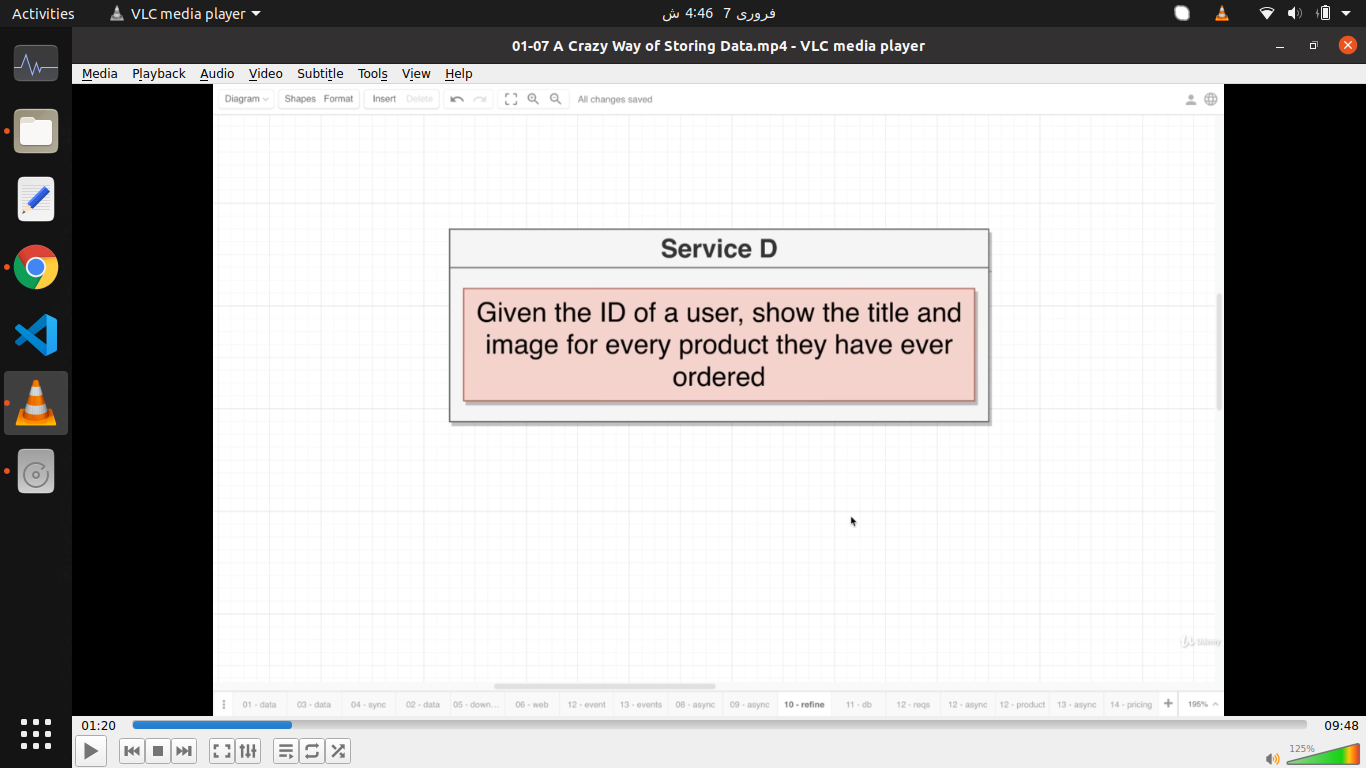 Activities
VLC media player
فروری 7 4:46 ش
01-07 A Crazy Way of Storing Data.mp4 - VLC media player
Media Playback Audio Video Subtitle Tools View Help
Diagram Shapes Format Insert Delete All changes saved
Service D
Given the ID of a user, show the title and
image for every product they have ever
ordered
Udemy
01 - data 03 - data 04 - sync 02 - data 05 - down... 06 - web 12 - event 13 - events 08 - async 09 - async 10 - refine 11 - db 12 - reqs 12 - async 12 - product 13 - async 14 - pricing 195%
01:20 09:48
125%